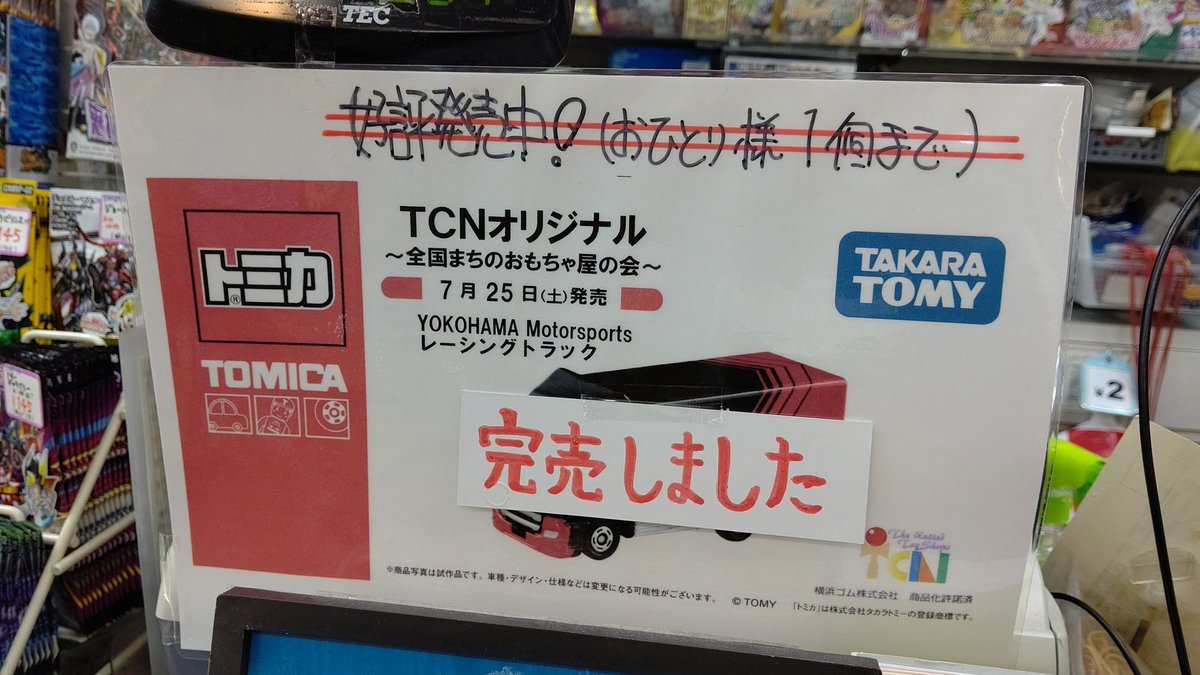 TEC
好評発売中!(おひとり様1個まで)
トミカ®
TOMICA
TCNオリジナル
～全国まちのおもちゃ屋の会～
7月25日(土)発売
YOKOHAMA Motorsports
レーシングトラック
TAKARA
TOMY
完売しました
The United
Toy Shops
TCN
※商品写真は試作品です。車種・デザイン・仕様などは変更になる可能性がございます。 © TOMY
横浜ゴム株式会社 商品化許諾済
「トミカ」は株式会社タカラトミーの登録商標です。
145
145
¥2